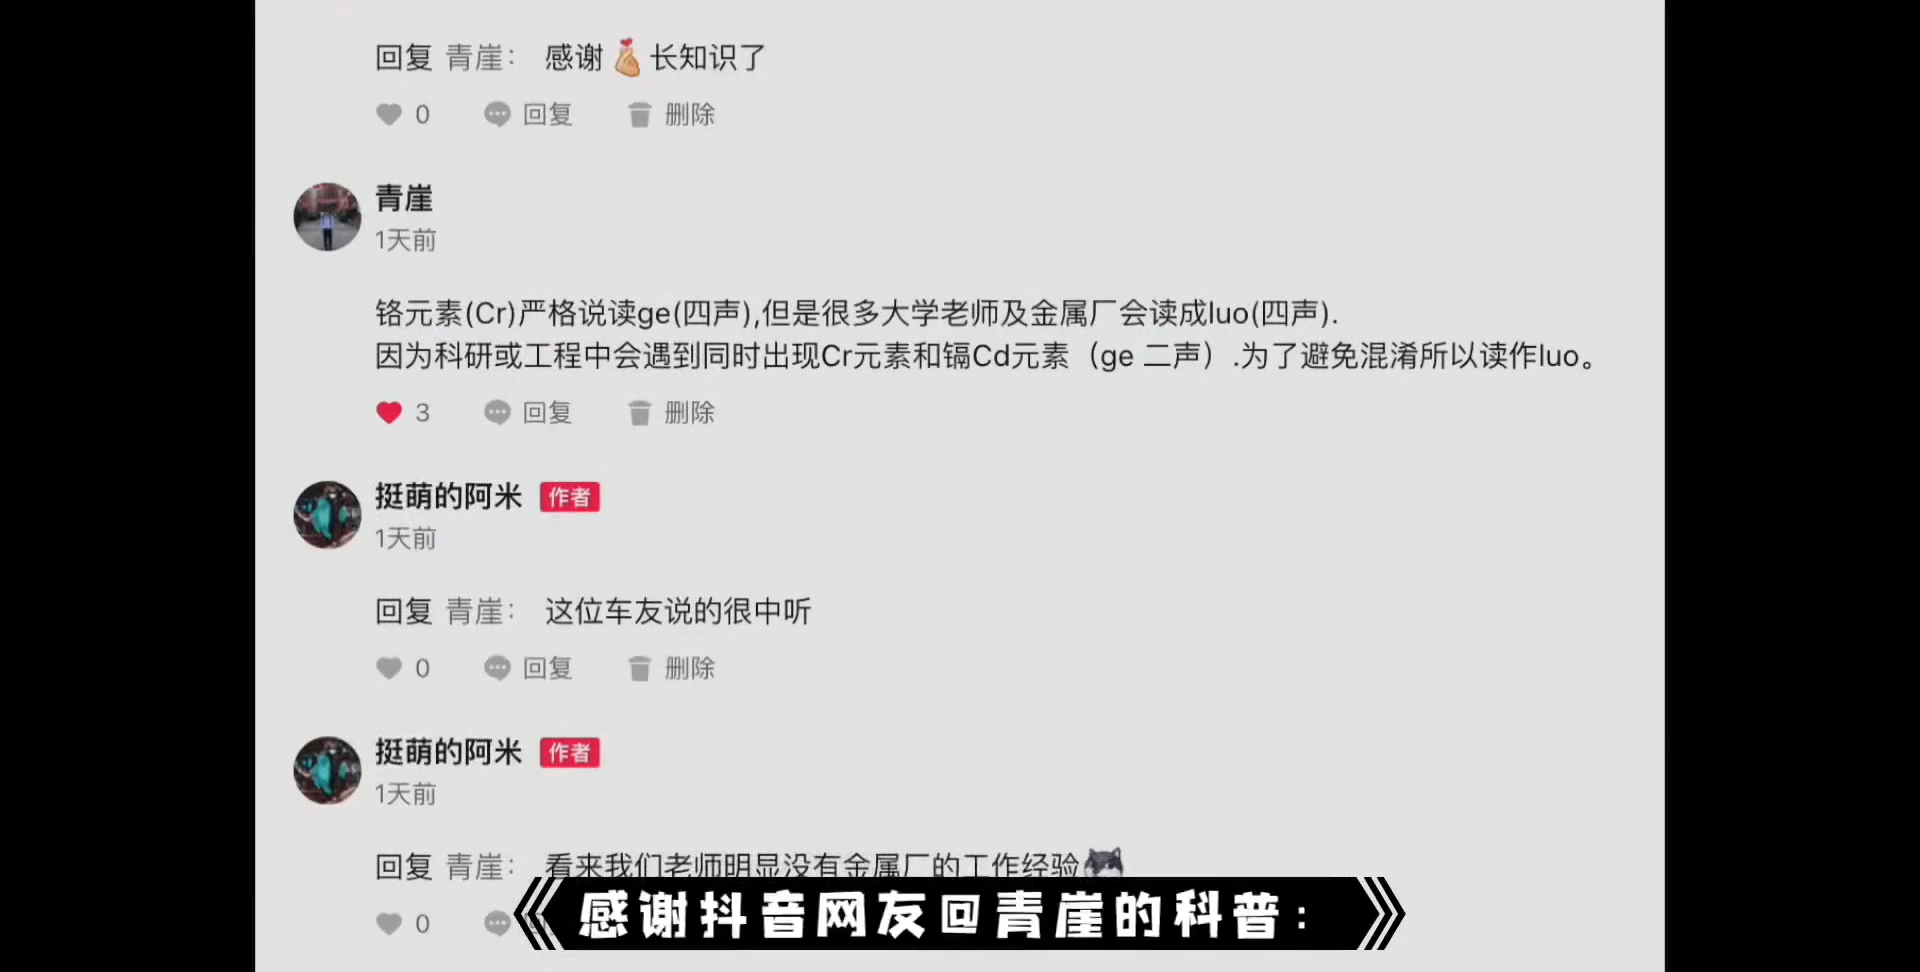 回复 青崖： 感谢 长知识了
0 回复 删除
青崖
1天前
铬元素(Cr)严格说读ge(四声),但是很多大学老师及金属厂会读成luo(四声).
因为科研或工程中会遇到同时出现Cr元素和镉Cd元素（ge 二声）.为了避免混淆所以读作luo。
3 回复 删除
挺萌的阿米 作者
1天前
回复 青崖： 这位车友说的很中听
0 回复 删除
挺萌的阿米 作者
1天前
回复 青崖： 看来我们老师明显没有金属厂的工作经验
0
感谢抖音网友@青崖的科普：